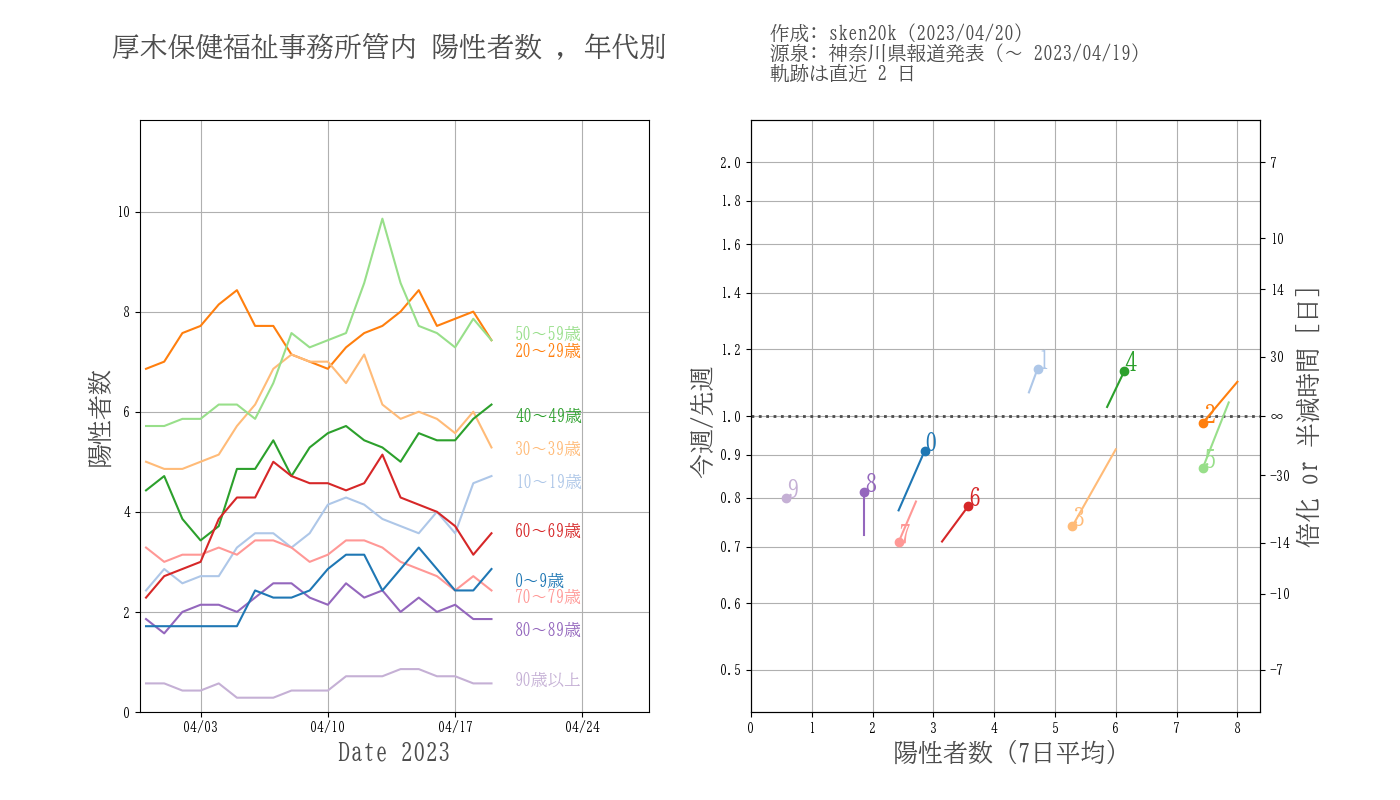 厚木保健福祉事務所管内 陽性者数 , 年代別
作成: sken20k (2023/04/20)
源泉: 神奈川県報道発表 (〜 2023/04/19)
軌跡は直近 2 日
陽性者数
10
8
6
4
2
0
04/03
04/10
04/17
04/24
Date 2023
50〜59歳
20〜29歳
40〜49歳
30〜39歳
10〜19歳
60〜69歳
0〜9歳
70〜79歳
80〜89歳
90歳以上
今週/先週
2.0
1.8
1.6
1.4
1.2
1.0
0.9
0.8
0.7
0.6
0.5
1
4
2
0
5
8
9
6
3
7
0
1
2
3
4
5
6
7
8
陽性者数 (7日平均)
7
10
14
30
∞
−30
−14
−10
−7
倍化 or 半減時間 [日]